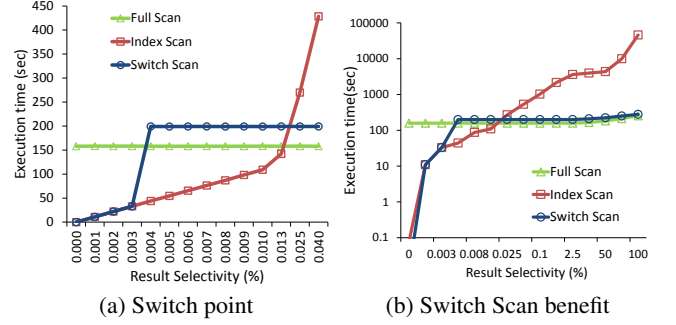 450
400
350
300
250
200
150
100
50
0
Execution time (sec)
Full Scan
Index Scan
Switch Scan
0.000
0.001
0.002
0.003
0.004
0.005
0.006
0.007
0.008
0.009
0.010
0.013
0.025
0.040
Result Selectivity (%)
(a) Switch point
100000
10000
1000
100
10
1
0.1
Execution time(sec)
Full Scan
Index Scan
Switch Scan
0 0.003 0.008 0.025 0.1 2.5 50 100
Result Selectivity (%)
(b) Switch Scan benefit